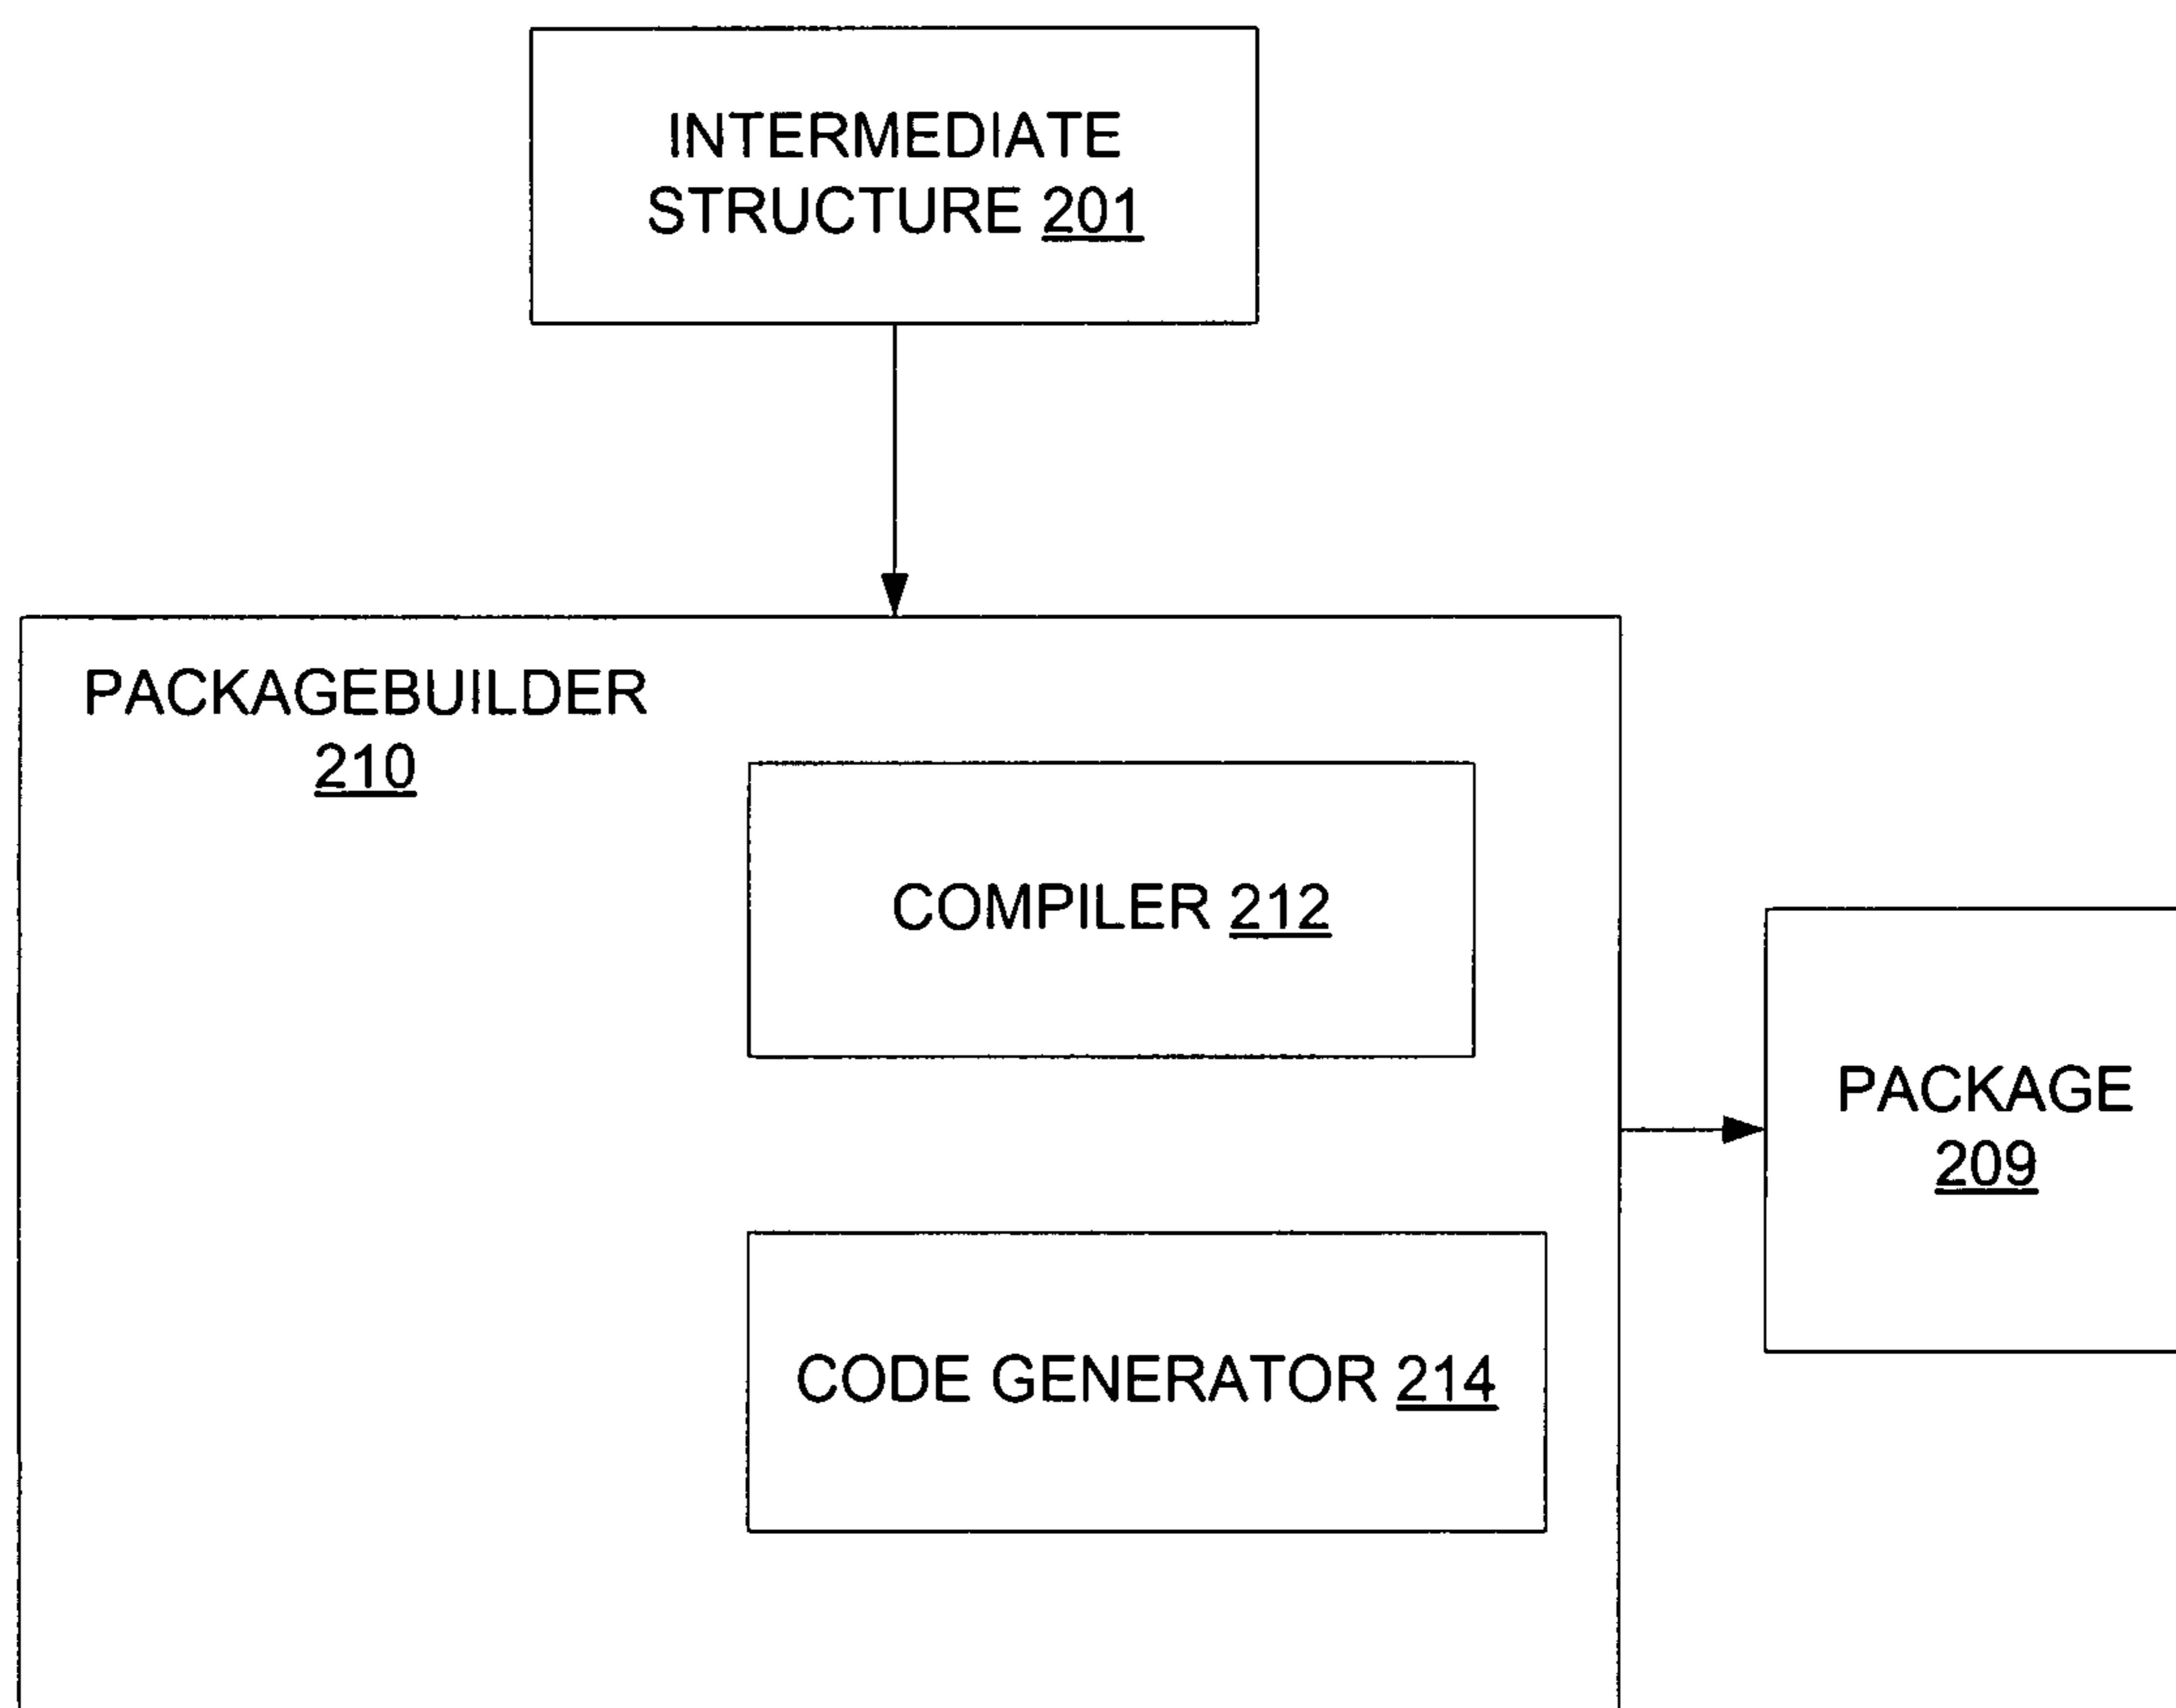 INTERMEDIATE
STRUCTURE 201
PACKAGEBUILDER
210
COMPILER 212
PACKAGE
209
CODE GENERATOR 214